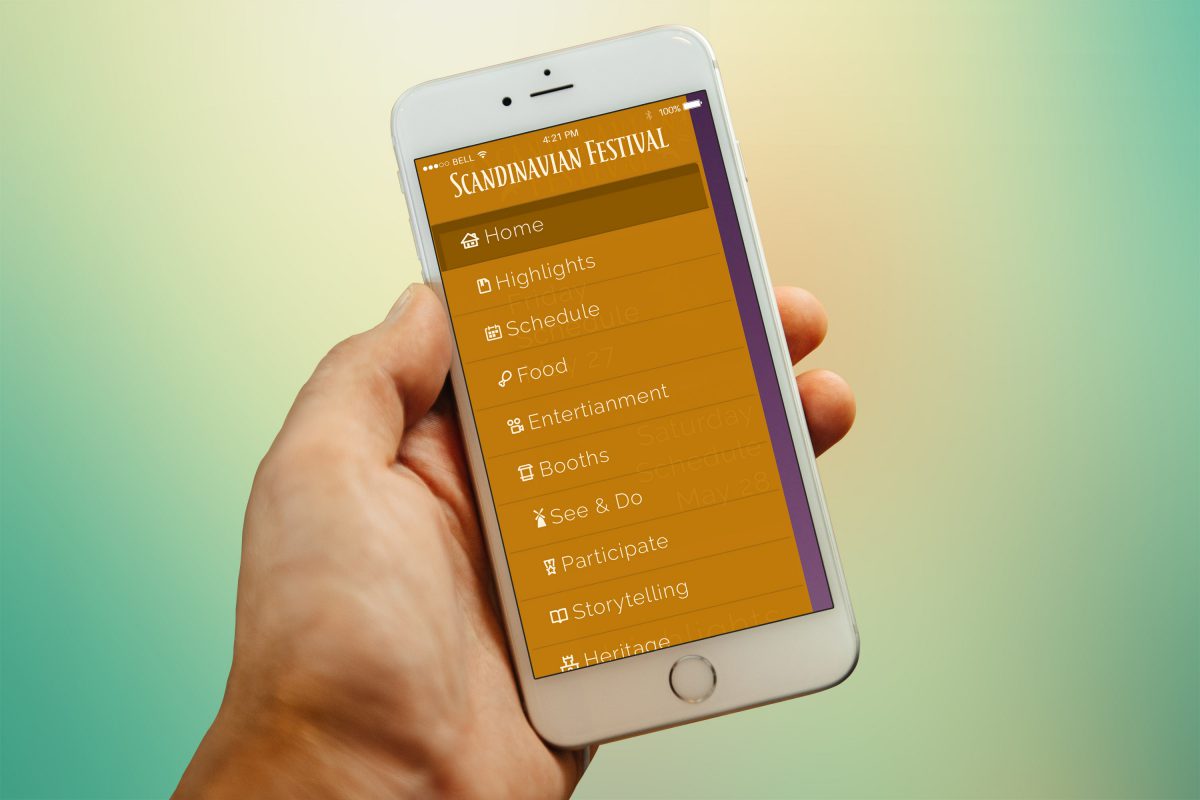 BELL 4:21 PM 100%
SCANDINAVIAN FESTIVAL
Home
Highlights
Friday
Schedule
Schedule
Food
27
Entertianment
Saturday
Booths
Schedule
See & Do
May 28
Participate
Storytelling
Heritage